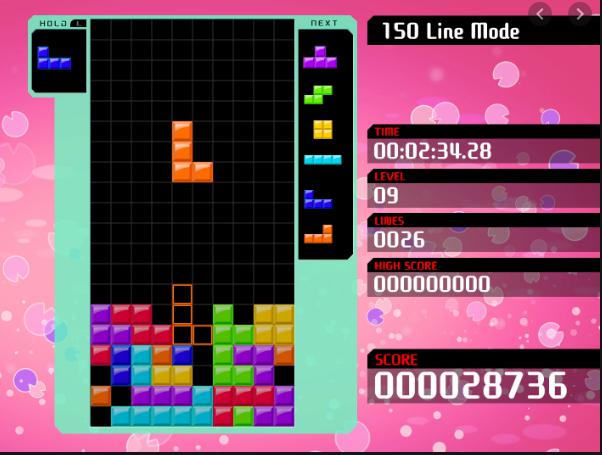 HOLD L
NEXT
150 Line Mode
TIME
00:02:34.28
LEVEL
09
LINES
0026
HIGH SCORE
000000000
SCORE
000028736